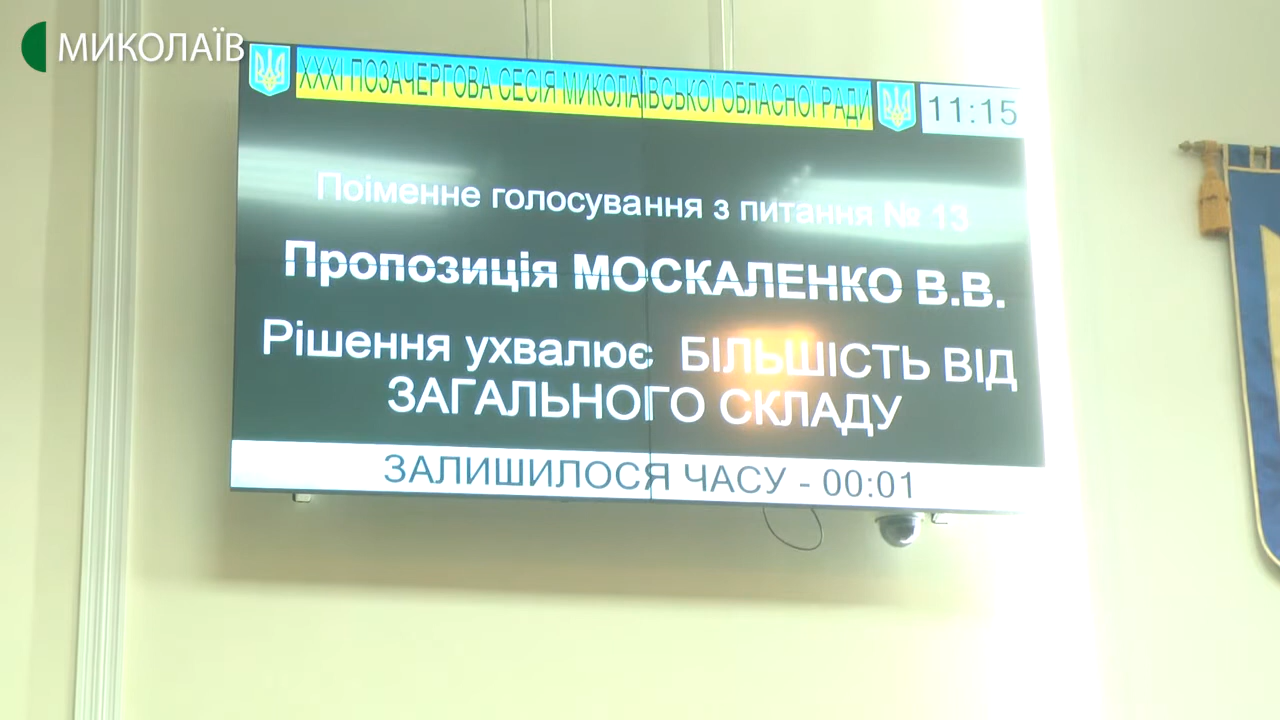 МИКОЛАЇВ
XXXI ПОЗАЧЕРГОВА СЕСІЯ МИКОЛАЇВСЬКОЇ ОБЛАСНОЇ РАДИ
11:15
Поіменне голосування з питання № 13
Пропозиція МОСКАЛЕНКО В.В.
Рішення ухвалює БІЛЬШІСТЬ ВІД
ЗАГАЛЬНОГО СКЛАДУ
ЗАЛИШИЛОСЯ ЧАСУ - 00:01